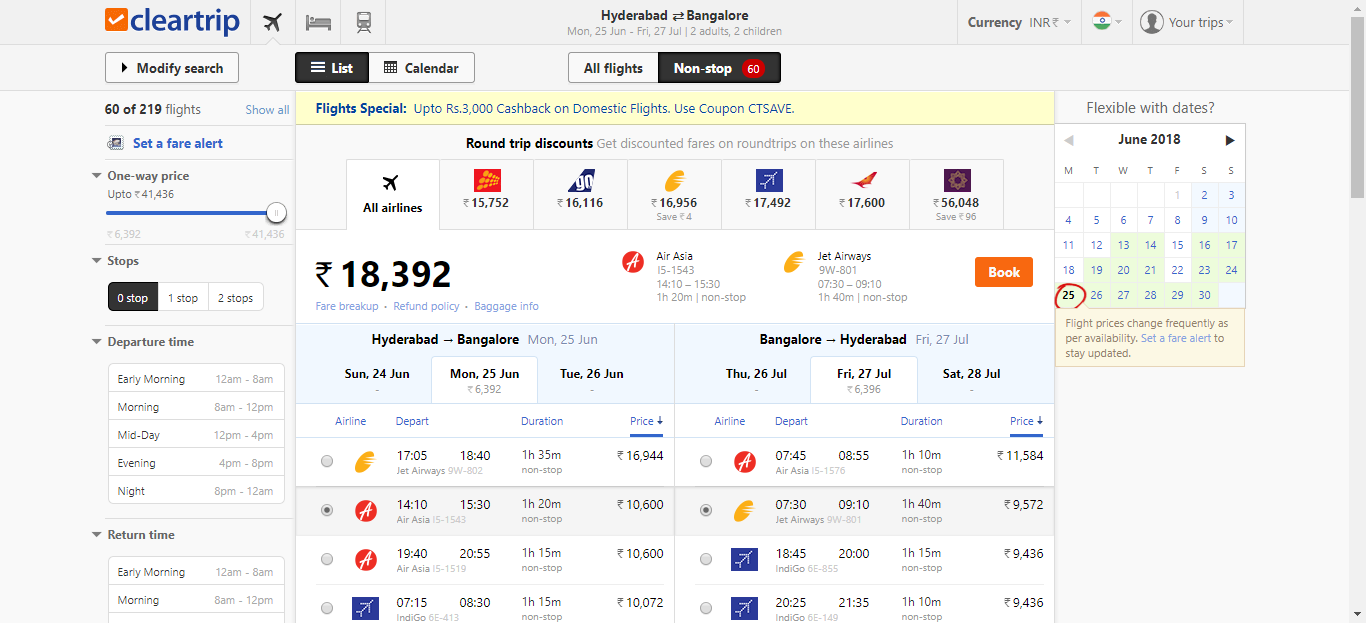 cleartrip
Hyderabad ⇄ Bangalore
Mon, 25 Jun - Fri, 27 Jul | 2 adults, 2 children
Currency INR ₹
Your trips
Modify search
List
Calendar
All flights
Non-stop 60
60 of 219 flights Show all
Set a fare alert
One-way price
Upto ₹ 41,436
₹ 6,392 ₹ 41,436
Stops
0 stop 1 stop 2 stops
Departure time
Early Morning 12am - 8am
Morning 8am - 12pm
Mid-Day 12pm - 4pm
Evening 4pm - 8pm
Night 8pm - 12am
Return time
Early Morning 12am - 8am
Morning 8am - 12pm
Flights Special: Upto Rs.3,000 Cashback on Domestic Flights. Use Coupon CTSAVE.
Round trip discounts Get discounted fares on roundtrips on these airlines
All airlines
₹ 15,752
go
₹ 16,116
₹ 16,956
Save ₹ 4
₹ 17,492
₹ 17,600
₹ 56,048
Save ₹ 96
₹ 18,392
Fare breakup • Refund policy • Baggage info
Air Asia
I5-1543
14:10 – 15:30
1h 20m | non-stop
Jet Airways
9W-801
07:30 – 09:10
1h 40m | non-stop
Book
Hyderabad → Bangalore Mon, 25 Jun
Sun, 24 Jun
-
Mon, 25 Jun
₹ 6,392
Tue, 26 Jun
-
Airline Depart Duration Price ↓
17:05 18:40 1h 35m ₹ 16,944
Jet Airways 9W-802 non-stop
14:10 15:30 1h 20m ₹ 10,600
Air Asia I5-1543 non-stop
19:40 20:55 1h 15m ₹ 10,600
Air Asia I5-1519 non-stop
07:15 08:30 1h 15m ₹ 10,072
IndiGo 6E-413 non-stop
Bangalore → Hyderabad Fri, 27 Jul
Thu, 26 Jul
-
Fri, 27 Jul
₹ 6,396
Sat, 28 Jul
-
Airline Depart Duration Price ↓
07:45 08:55 1h 10m ₹ 11,584
Air Asia I5-1576 non-stop
07:30 09:10 1h 40m ₹ 9,572
Jet Airways 9W-801 non-stop
18:45 20:00 1h 15m ₹ 9,436
IndiGo 6E-855 non-stop
20:25 21:35 1h 10m ₹ 9,436
IndiGo 6E-149 non-stop
Flexible with dates?
June 2018
M T W T F S S
1 2 3
4 5 6 7 8 9 10
11 12 13 14 15 16 17
18 19 20 21 22 23 24
25 26 27 28 29 30
Flight prices change frequently as
per availability. Set a fare alert to
stay updated.